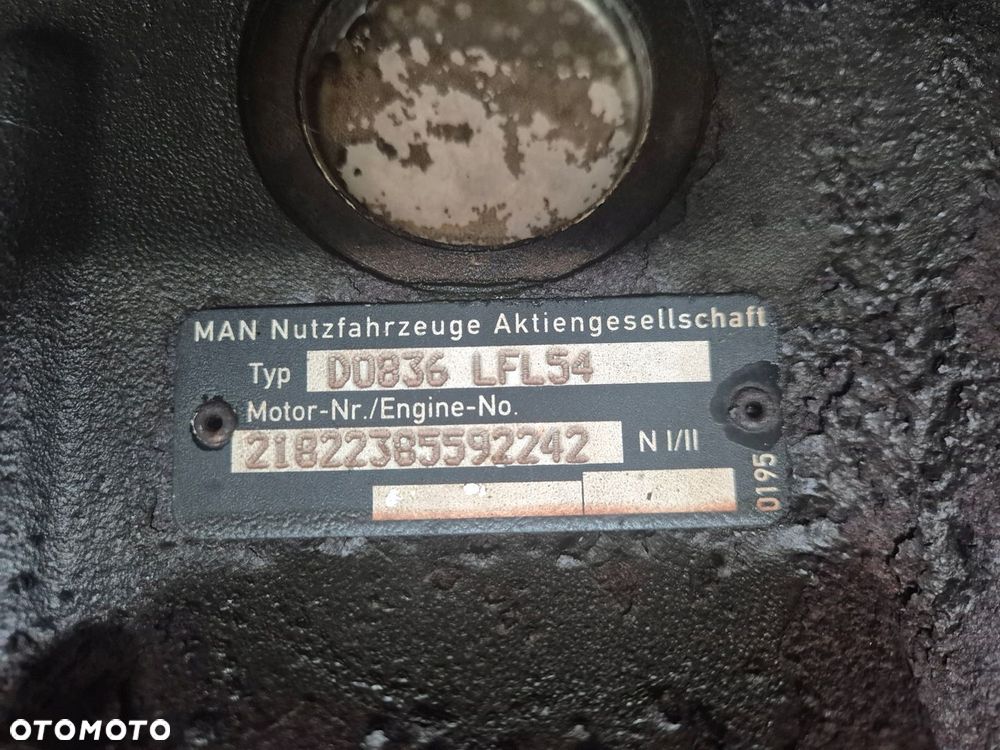 MAN Nutzfahrzeuge Aktiengesellschaft
Typ D0836 LFL54
Motor-Nr./Engine-No.
21822385592242 N I/II
0195
OTOMOTO